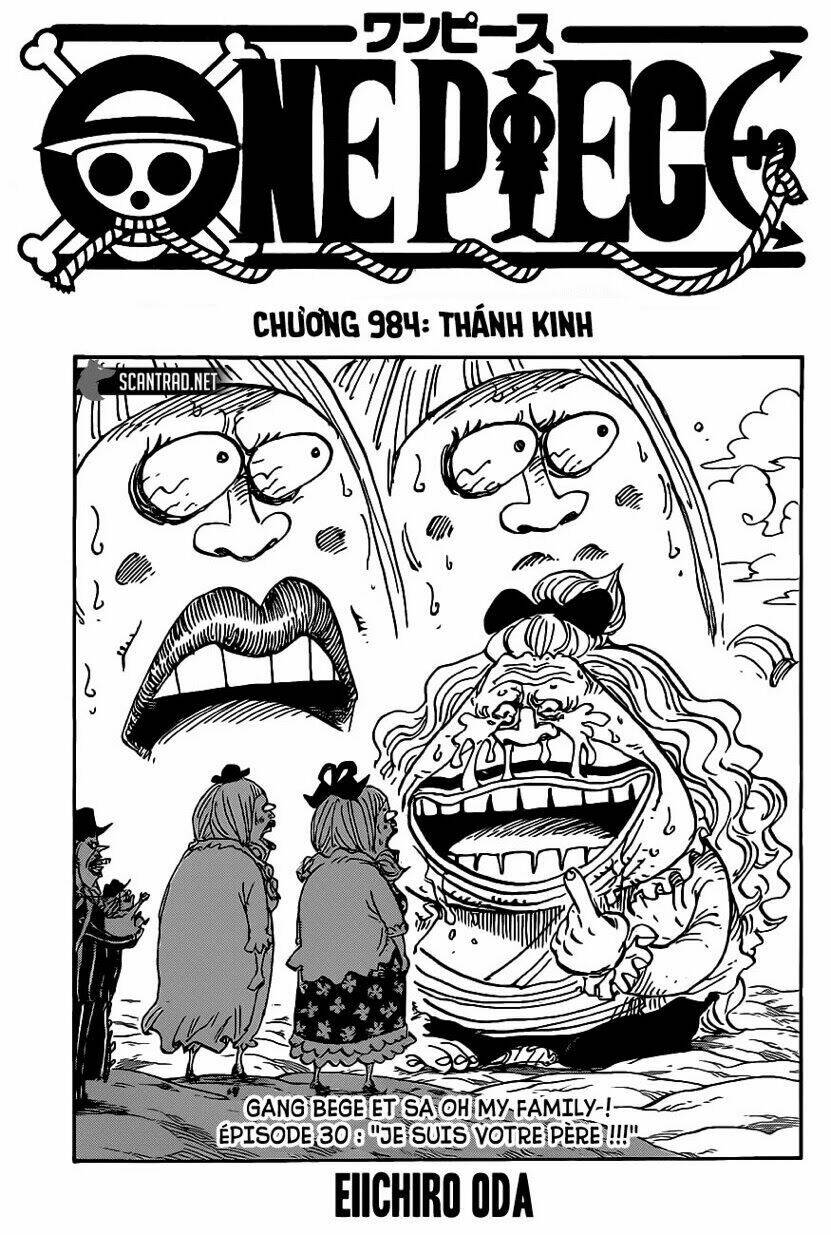 ワンピース
ONE PIECE
CHƯƠNG 984: THÁNH KINH
SCANTRAD.NET
GANG BEGE ET SA OH MY FAMILY !
ÉPISODE 30 : "JE SUIS VOTRE PÈRE !!!"
EIICHIRO ODA